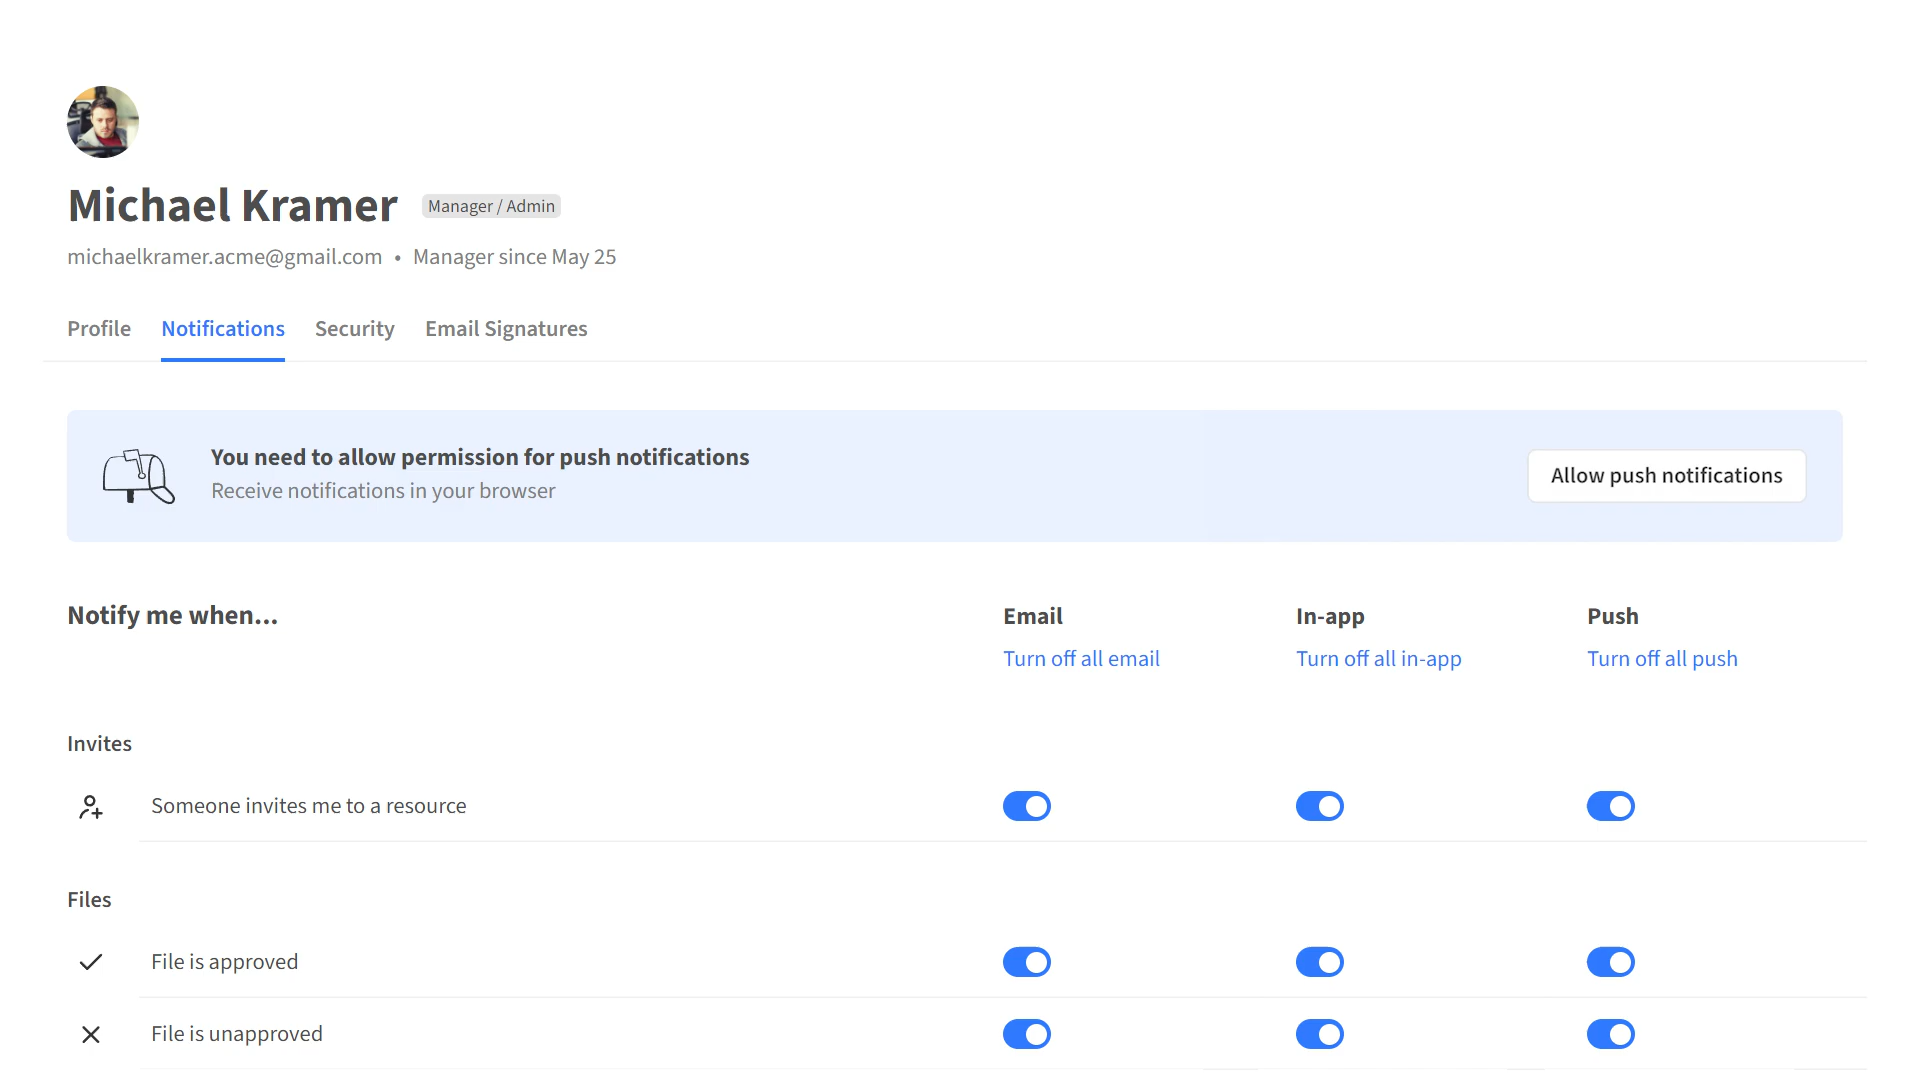 Michael Kramer Manager / Admin
michaelkramer.acme@gmail.com • Manager since May 25
Profile Notifications Security Email Signatures
You need to allow permission for push notifications
Receive notifications in your browser
Allow push notifications
Notify me when... Email In-app Push
Turn off all email Turn off all in-app Turn off all push
Invites
Someone invites me to a resource
Files
File is approved
File is unapproved